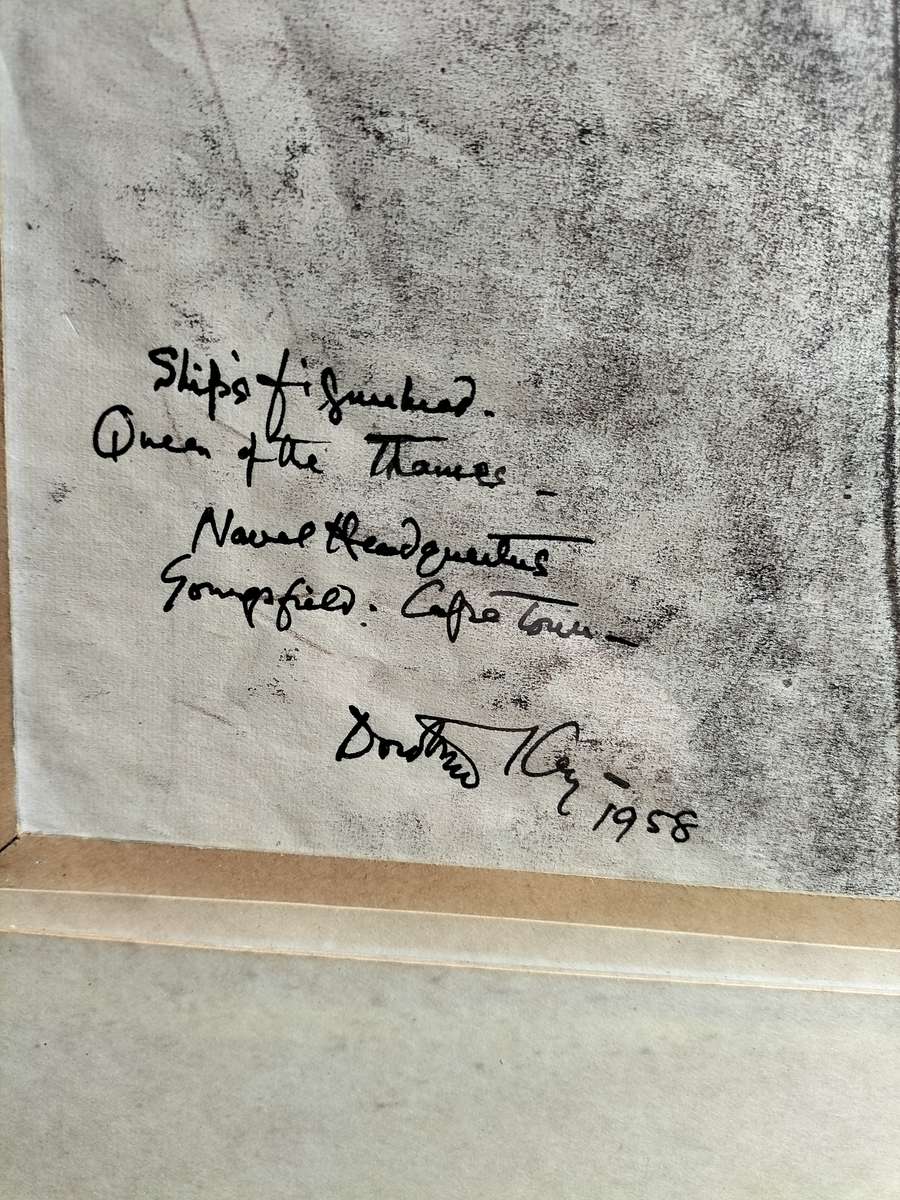 Ship's figurehead.
Queen of the Thames –
Naval Headquarters
Youngsfield. Cape Town –
Dorothy Kay –
1958